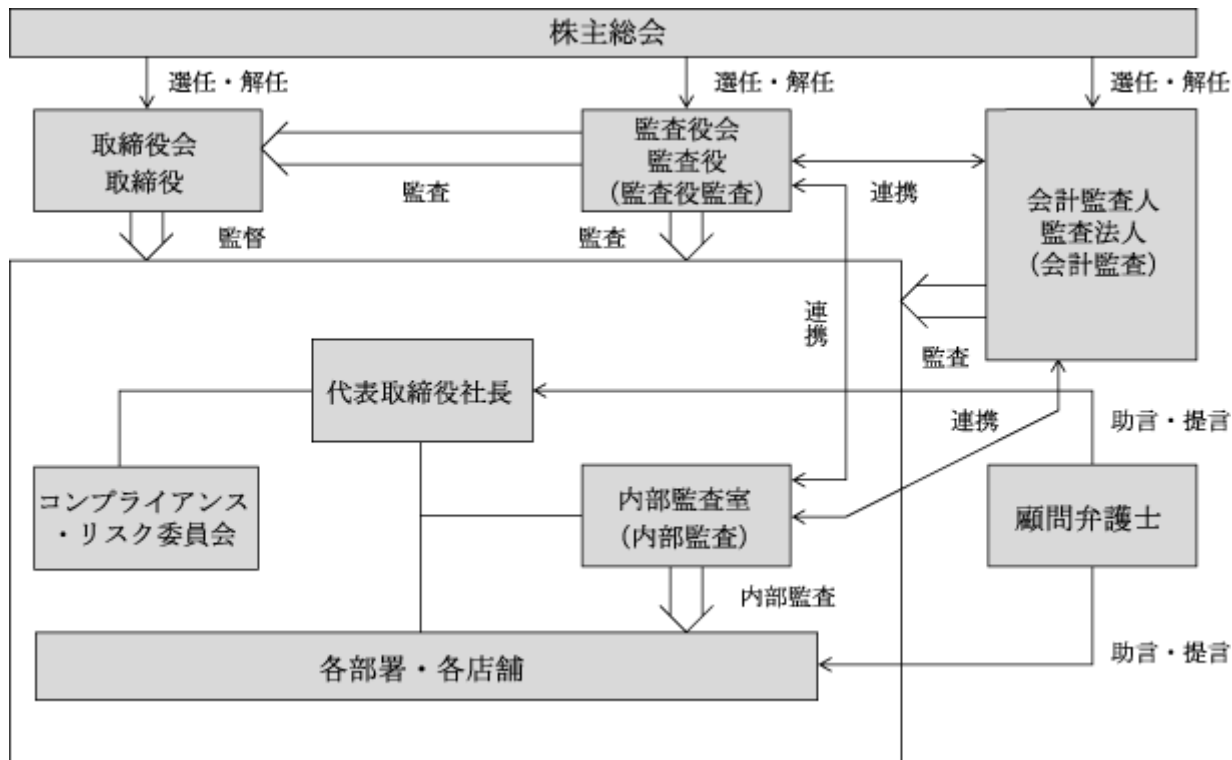 株主総会
選任・解任
選任・解任
選任・解任
取締役会
取締役
監査役会
監査役
(監査役監査)
会計監査人
監査法人
(会計監査)
監査
連携
監督
監査
連携
監査
代表取締役社長
連携
助言・提言
コンプライアンス
・リスク委員会
内部監査室
(内部監査)
顧問弁護士
内部監査
各部署・各店舗
助言・提言